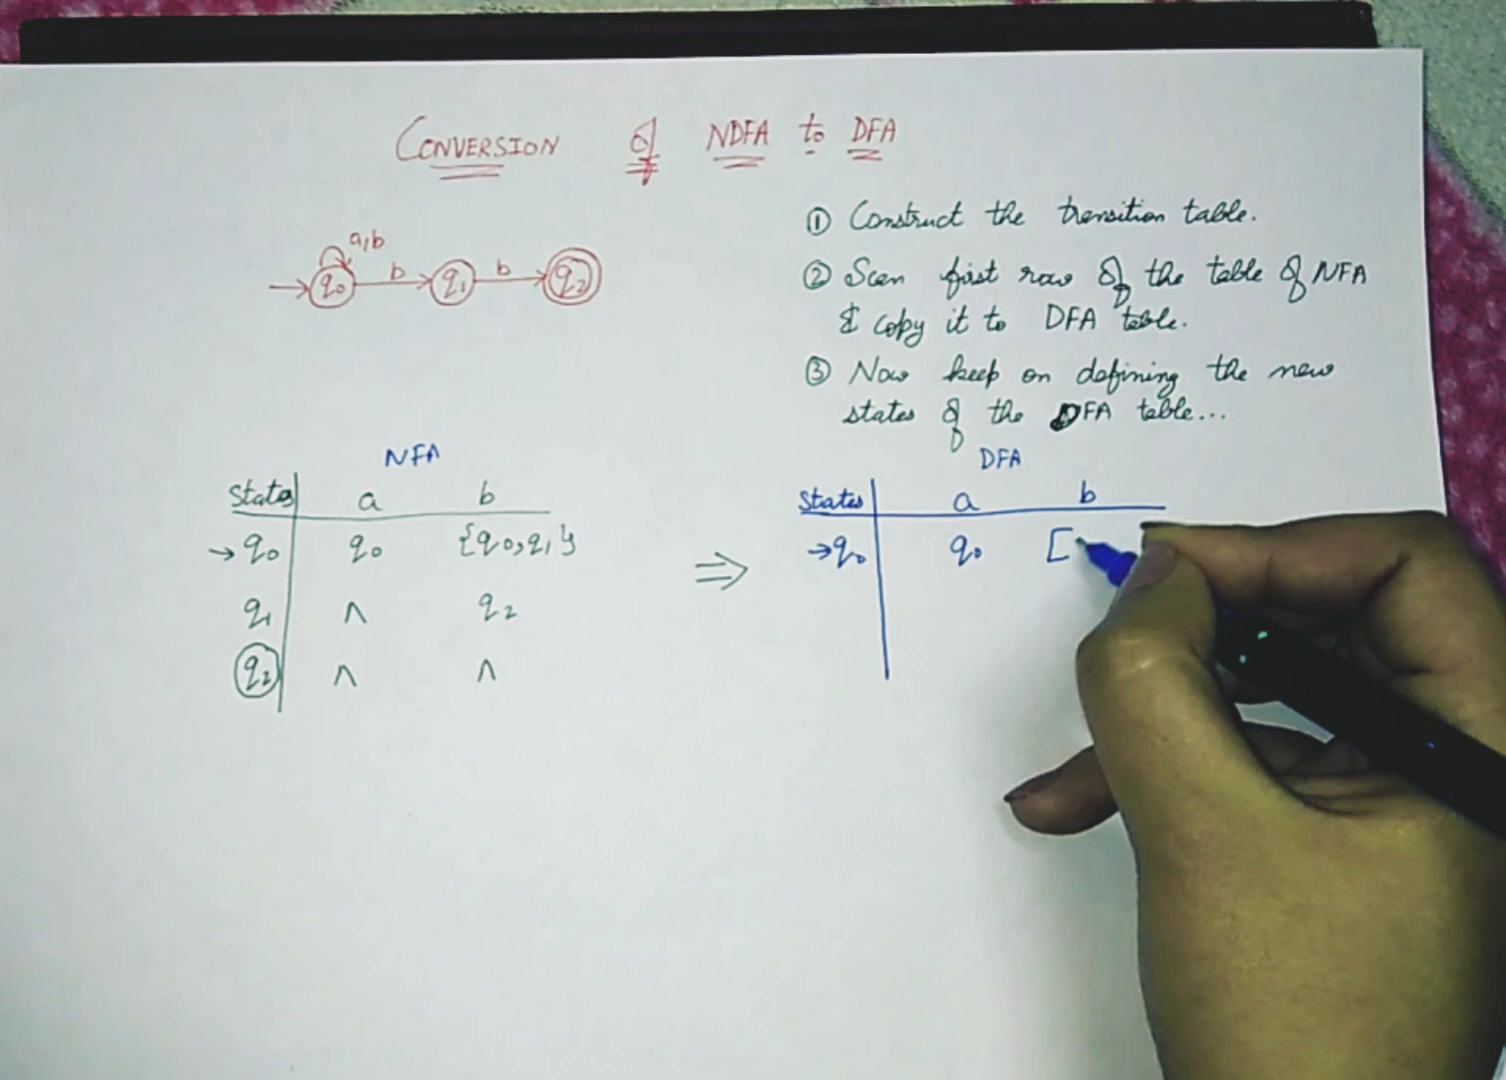 CONVERSION of NDFA to DFA
a,b
q0 b q1 b q2
① Construct the transition table.
② Scan first row of the table of NFA
& copy it to DFA table.
③ Now keep on defining the new
states of the DFA table...
NFA
States a b
→q0 q0 {q0,q1}
q1 ∧ q2
q2 ∧ ∧
⇒
DFA
States a b
→q0 q0 [